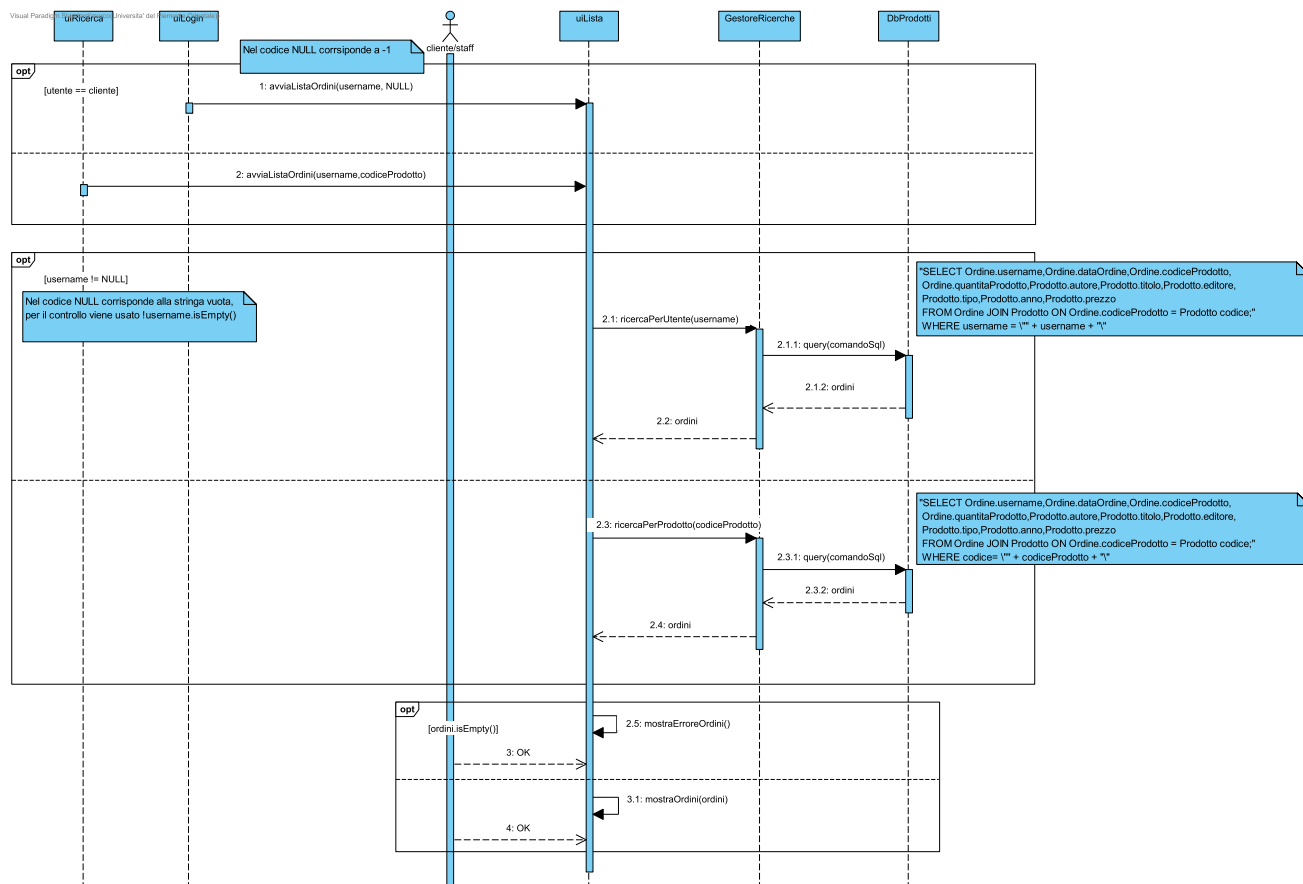 Visual Paradigm
uiRicerca
uiLogin
cliente/staff
uiLista
GestoreRicerche
DbProdotti
Nel codice NULL corrsiponde a -1
opt
[utente == cliente]
1: avviaListaOrdini(username, NULL)
2: avviaListaOrdini(username,codiceProdotto)
opt
[username != NULL]
Nel codice NULL corrisponde alla stringa vuota,
per il controllo viene usato !username.isEmpty()
"SELECT Ordine.username,Ordine.dataOrdine,Ordine.codiceProdotto,
Ordine.quantitaProdotto,Prodotto.autore,Prodotto.titolo,Prodotto.editore,
Prodotto.tipo,Prodotto.anno,Prodotto.prezzo
FROM Ordine JOIN Prodotto ON Ordine.codiceProdotto = Prodotto codice;"
WHERE username = \"" + username + "\"
2.1: ricercaPerUtente(username)
2.1.1: query(comandoSql)
2.1.2: ordini
2.2: ordini
"SELECT Ordine.username,Ordine.dataOrdine,Ordine.codiceProdotto,
Ordine.quantitaProdotto,Prodotto.autore,Prodotto.titolo,Prodotto.editore,
Prodotto.tipo,Prodotto.anno,Prodotto.prezzo
FROM Ordine JOIN Prodotto ON Ordine.codiceProdotto = Prodotto codice;"
WHERE codice= \"" + codiceProdotto + "\"
2.3: ricercaPerProdotto(codiceProdotto)
2.3.1: query(comandoSql)
2.3.2: ordini
2.4: ordini
opt
[ordini.isEmpty()]
2.5: mostraErroreOrdini()
3: OK
3.1: mostraOrdini(ordini)
4: OK